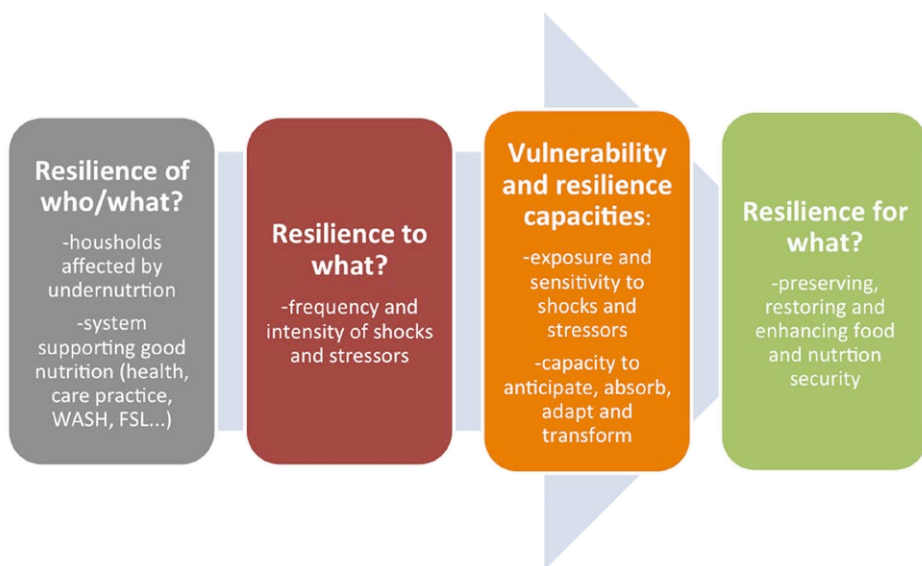 Resilience of
who/what?
-housholds
affected by
undernutrtion
-system
supporting good
nutrition (health,
care practice,
WASH, FSL...)
Resilience to
what?
-frequency and
intensity of shocks
and stressors
Vulnerability
and resilience
capacities:
-exposure and
sensitivity to
shocks and
stressors
-capacity to
anticipate, absorb,
adapt and
transform
Resilience for
what?
-preserving,
restoring and
enhancing food
and nutrtion
security